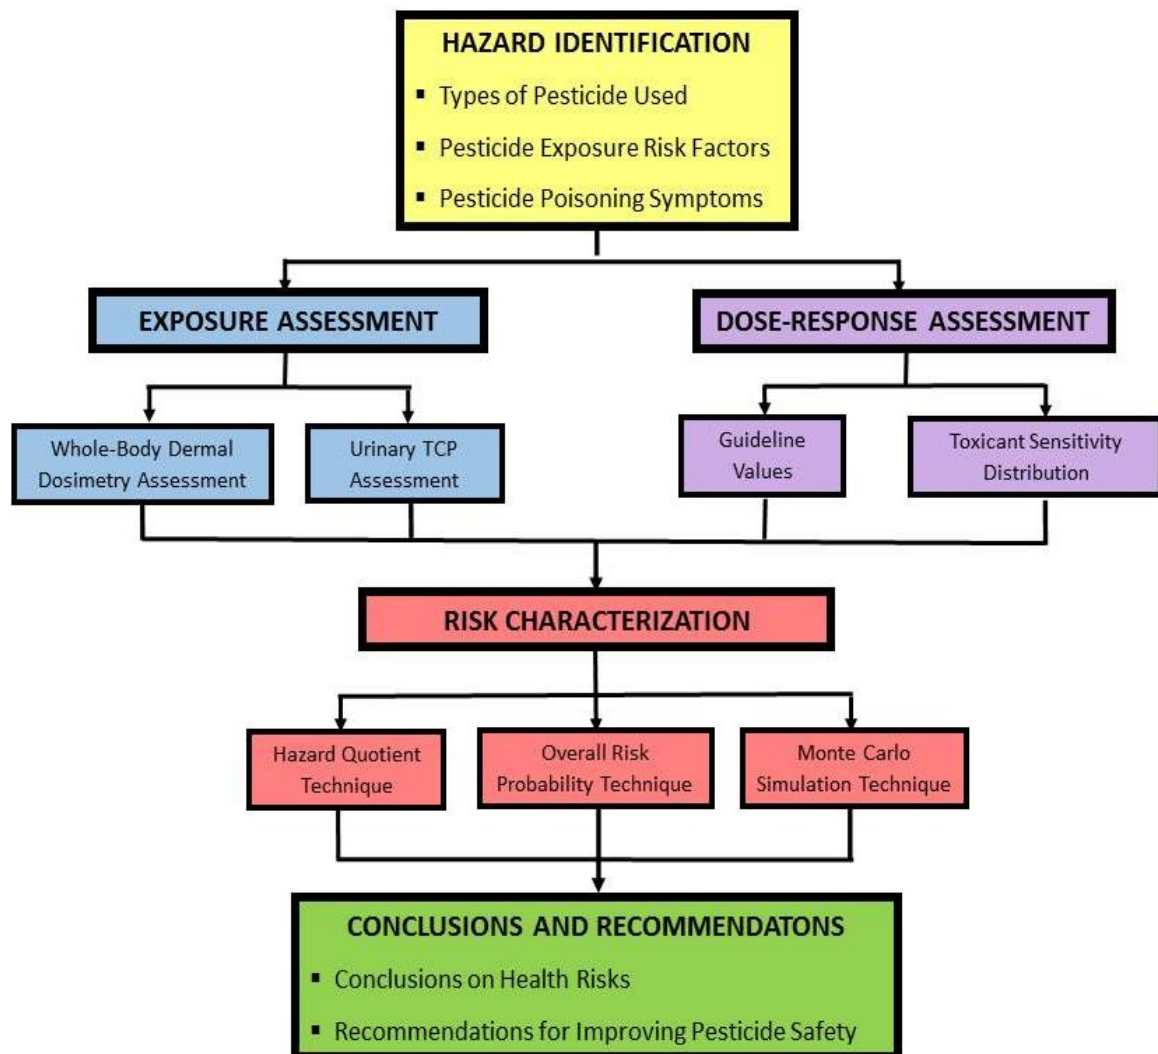 HAZARD IDENTIFICATION
▪ Types of Pesticide Used
▪ Pesticide Exposure Risk Factors
▪ Pesticide Poisoning Symptoms
EXPOSURE ASSESSMENT
DOSE-RESPONSE ASSESSMENT
Whole-Body Dermal
Dosimetry Assessment
Urinary TCP
Assessment
Guideline
Values
Toxicant Sensitivity
Distribution
RISK CHARACTERIZATION
Hazard Quotient
Technique
Overall Risk
Probability Technique
Monte Carlo
Simulation Technique
CONCLUSIONS AND RECOMMENDATONS
▪ Conclusions on Health Risks
▪ Recommendations for Improving Pesticide Safety